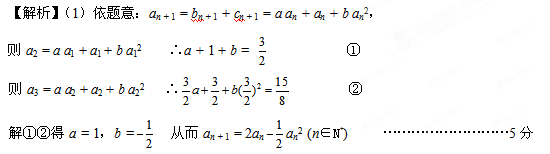 【解析】(1) 依题意：aₙ₊₁ = bₙ₊₁ + cₙ₊₁ = a aₙ + aₙ + b aₙ²，
则 a₂ = a a₁ + a₁ + b a₁² ∴a + 1 + b = 3/2 ①
则 a₃ = a a₂ + a₂ + b a₂² ∴ 3/2 a + 3/2 + b(3/2)² = 15/8 ②
解①②得 a = 1，b = −1/2 从而 aₙ₊₁ = 2aₙ − 1/2 aₙ² (n∈N*) ………………………5 分